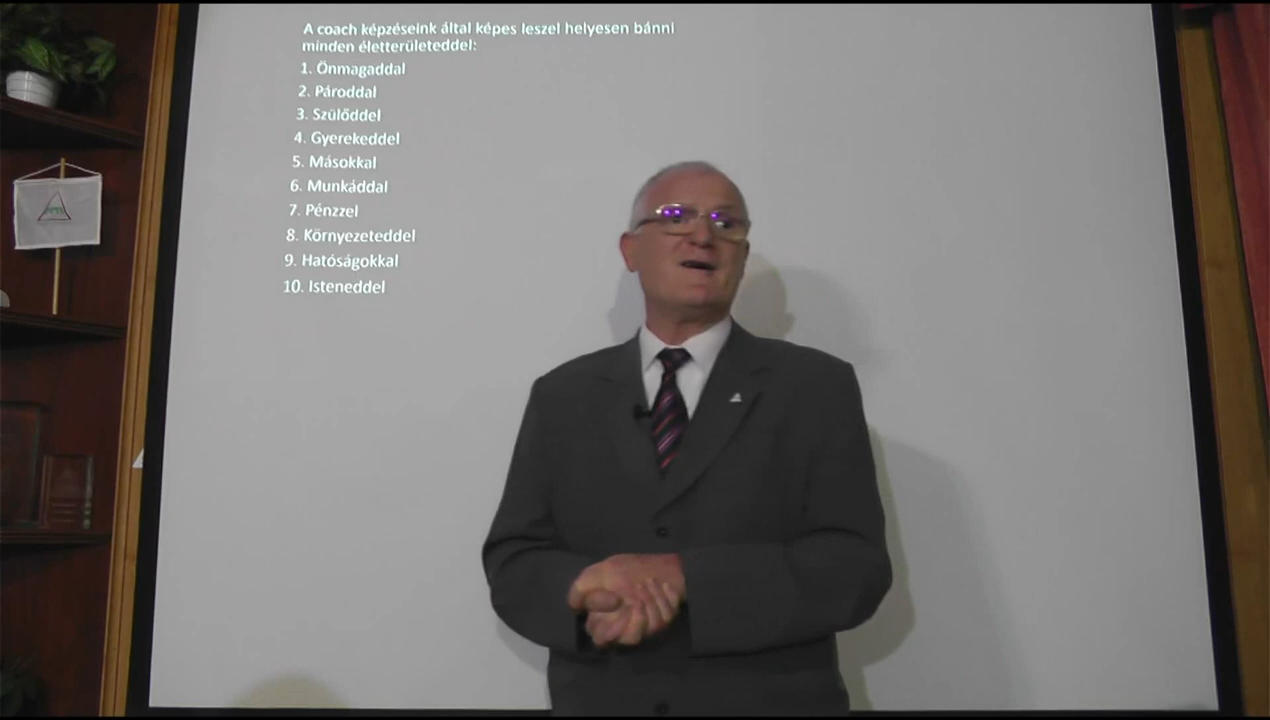 A coach képzéseink által képes leszel helyesen bánni
minden életterületeddel:
1. Önmagaddal
2. Pároddal
3. Szülőddel
4. Gyerekeddel
5. Másokkal
6. Munkáddal
7. Pénzzel
8. Környezeteddel
9. Hatóságokkal
10. Isteneddel